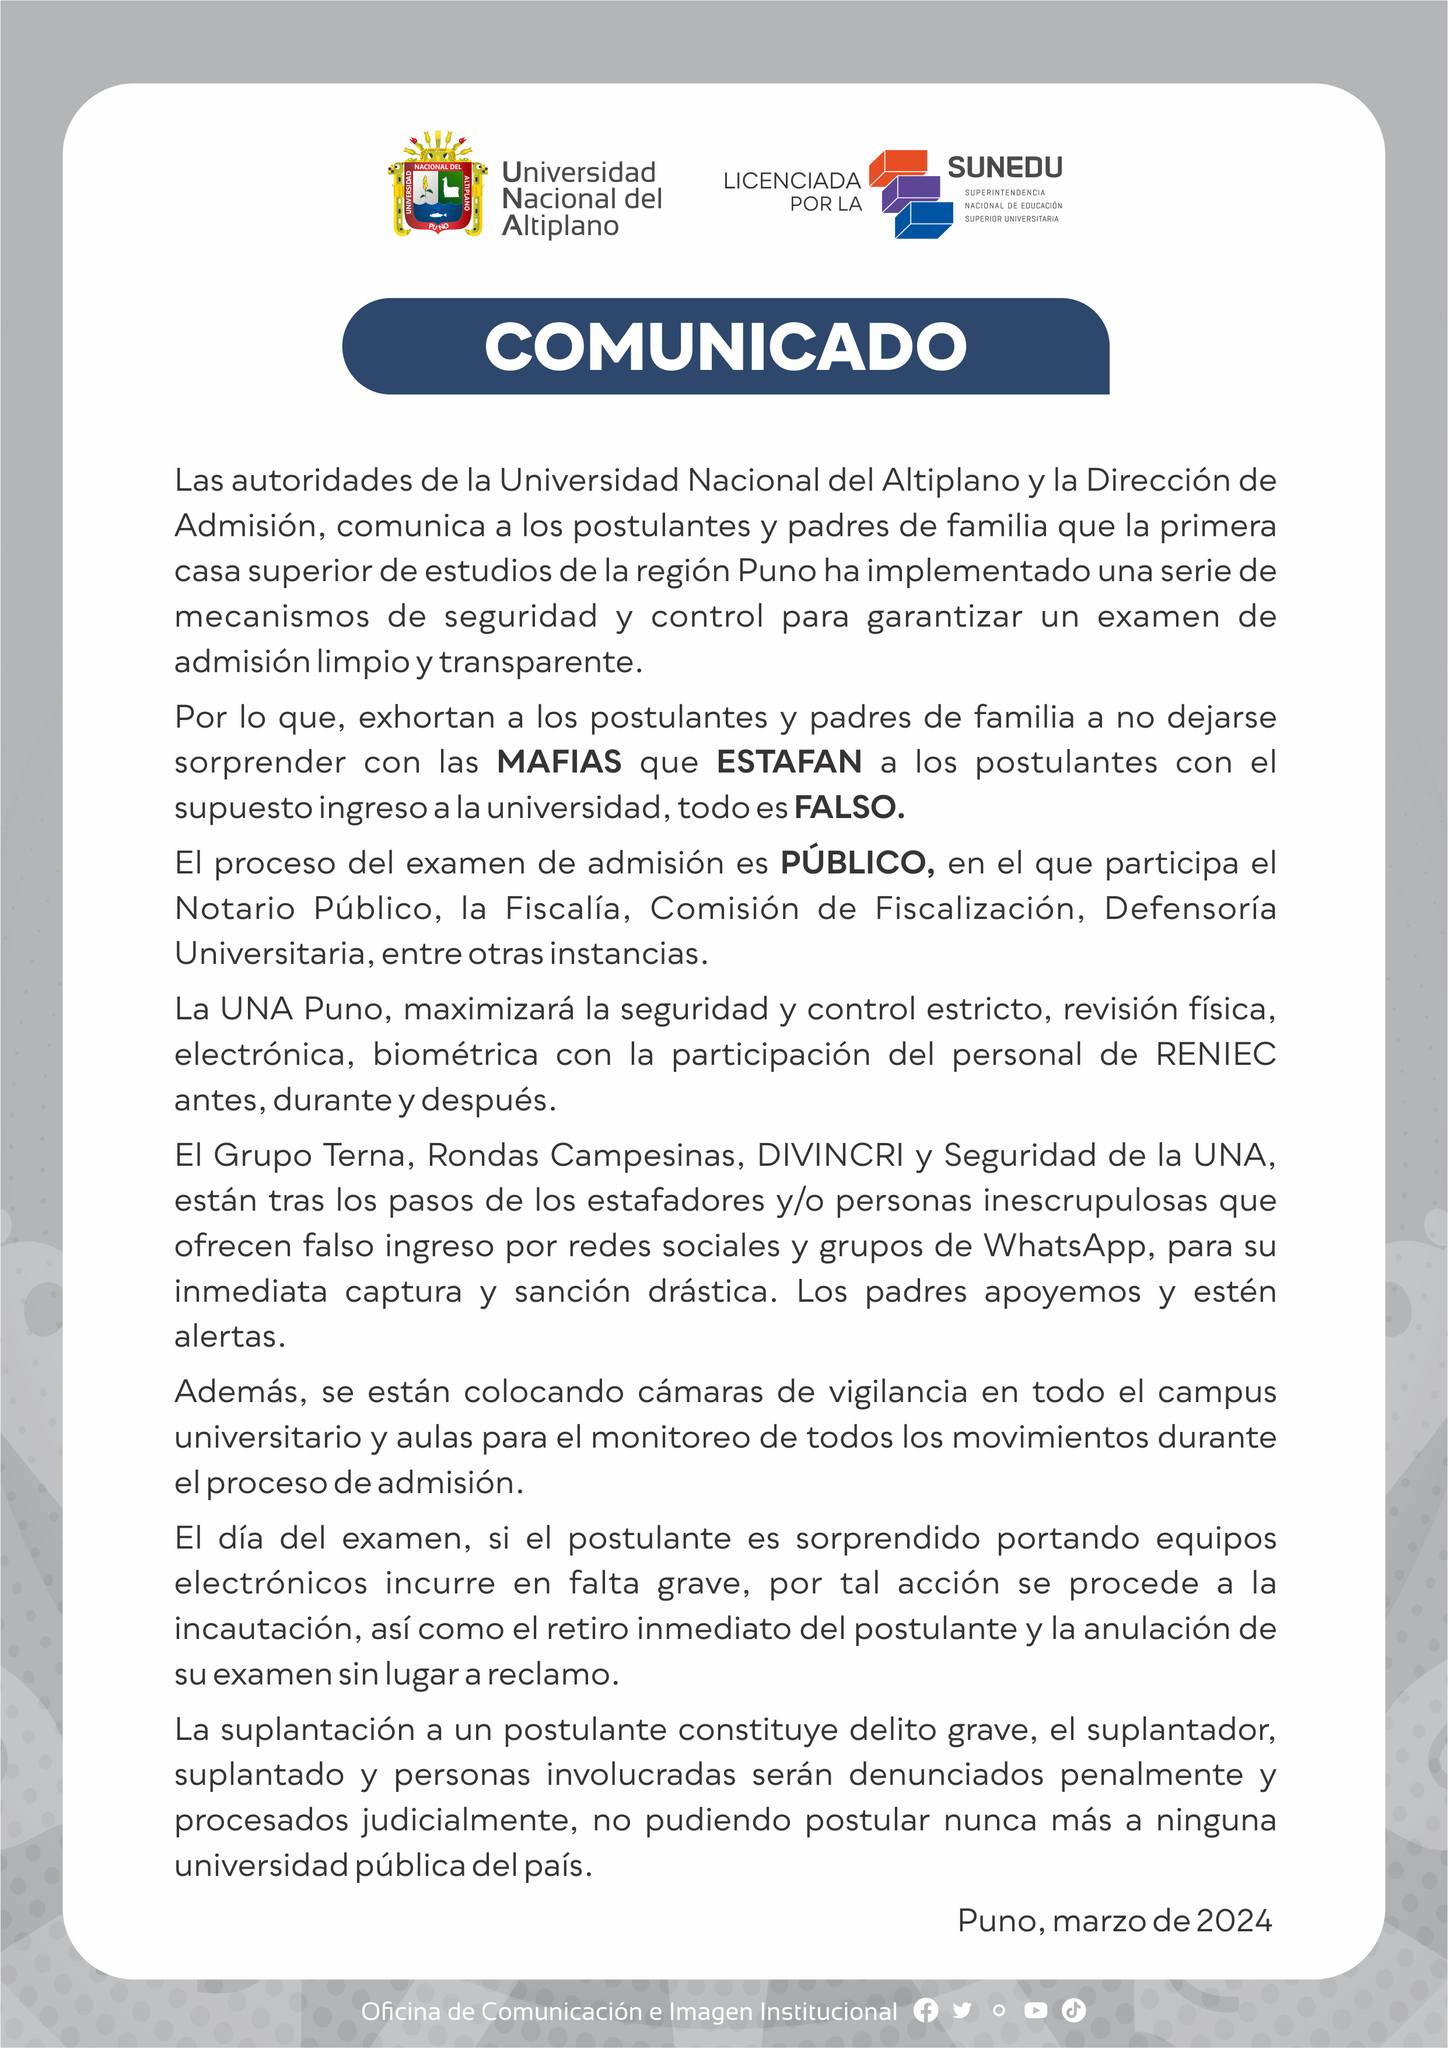 UNIVERSIDAD
NACIONAL DEL
ALTIPLANO
PUNO
Universidad
Nacional del
Altiplano
LICENCIADA
POR LA
SUNEDU
SUPERINTENDENCIA
NACIONAL DE EDUCACIÓN
SUPERIOR UNIVERSITARIA
COMUNICADO
Las autoridades de la Universidad Nacional del Altiplano y la Dirección de
Admisión, comunica a los postulantes y padres de familia que la primera
casa superior de estudios de la región Puno ha implementado una serie de
mecanismos de seguridad y control para garantizar un examen de
admisión limpio y transparente.
Por lo que, exhortan a los postulantes y padres de familia a no dejarse
sorprender con las MAFIAS que ESTAFAN a los postulantes con el
supuesto ingreso a la universidad, todo es FALSO.
El proceso del examen de admisión es PÚBLICO, en el que participa el
Notario Público, la Fiscalía, Comisión de Fiscalización, Defensoría
Universitaria, entre otras instancias.
La UNA Puno, maximizará la seguridad y control estricto, revisión física,
electrónica, biométrica con la participación del personal de RENIEC
antes, durante y después.
El Grupo Terna, Rondas Campesinas, DIVINCRI y Seguridad de la UNA,
están tras los pasos de los estafadores y/o personas inescrupulosas que
ofrecen falso ingreso por redes sociales y grupos de WhatsApp, para su
inmediata captura y sanción drástica. Los padres apoyemos y estén
alertas.
Además, se están colocando cámaras de vigilancia en todo el campus
universitario y aulas para el monitoreo de todos los movimientos durante
el proceso de admisión.
El día del examen, si el postulante es sorprendido portando equipos
electrónicos incurre en falta grave, por tal acción se procede a la
incautación, así como el retiro inmediato del postulante y la anulación de
su examen sin lugar a reclamo.
La suplantación a un postulante constituye delito grave, el suplantador,
suplantado y personas involucradas serán denunciados penalmente y
procesados judicialmente, no pudiendo postular nunca más a ninguna
universidad pública del país.
Puno, marzo de 2024
Oficina de Comunicación e Imagen Institucional